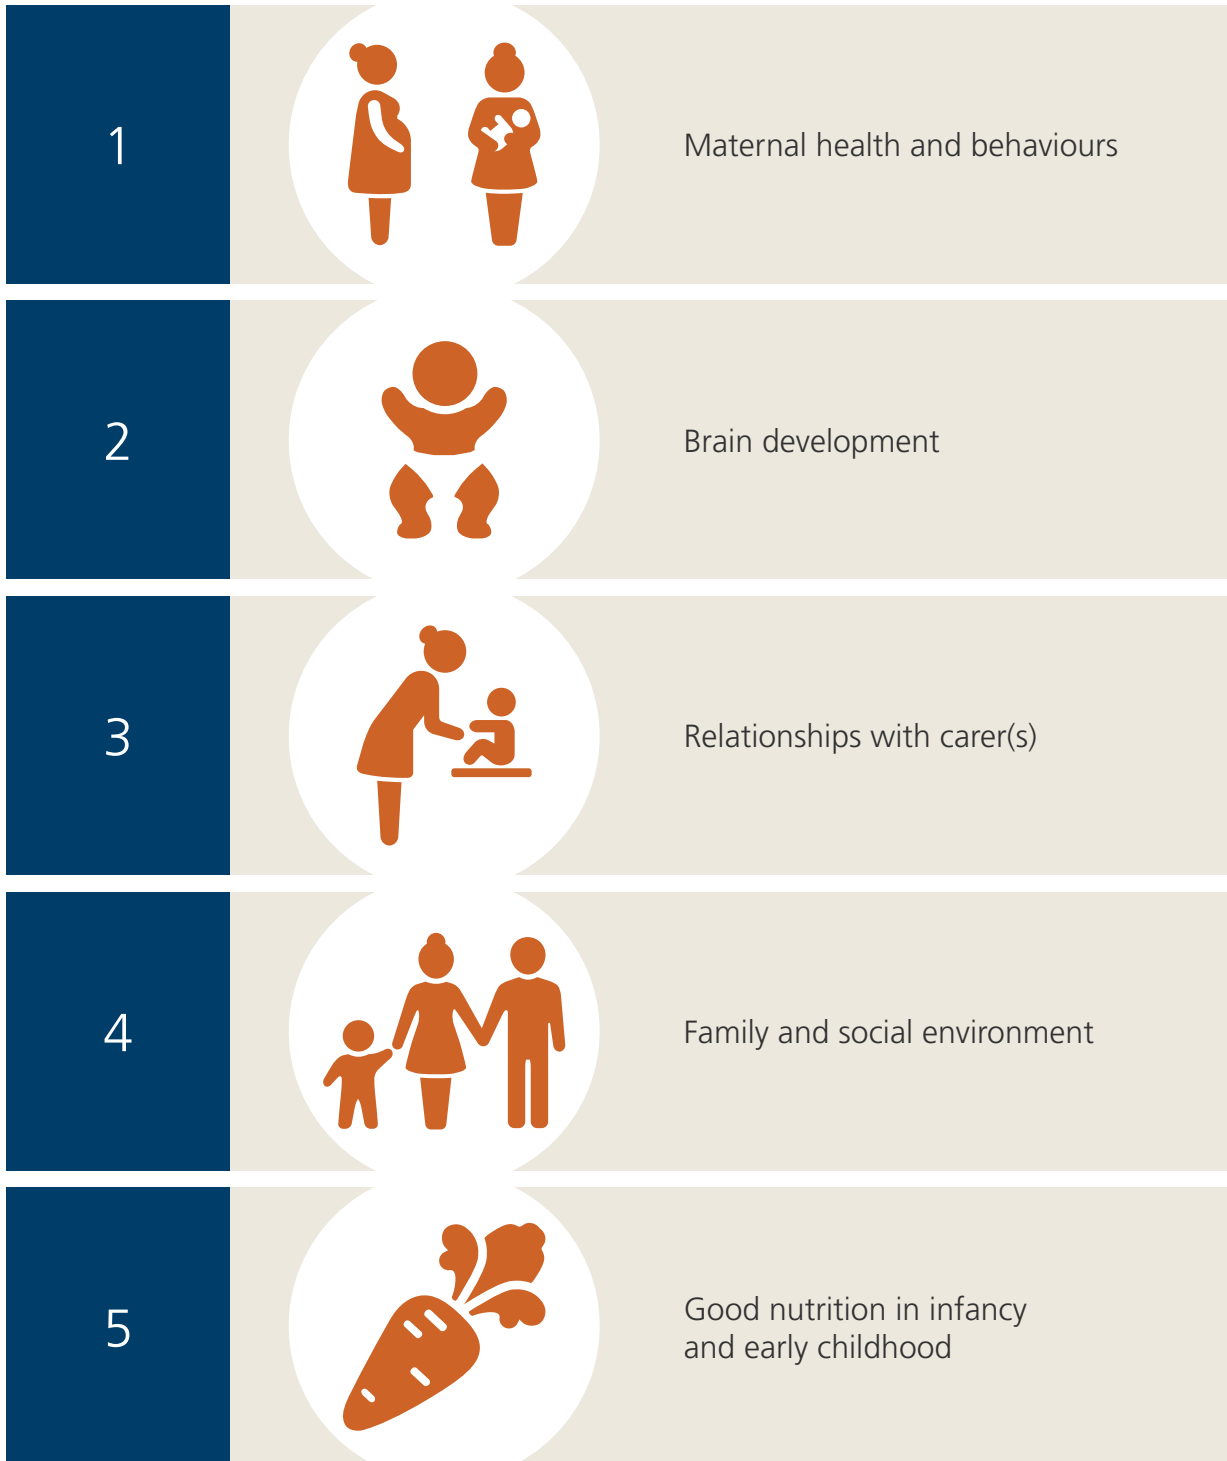 1
Maternal health and behaviours
2
Brain development
3
Relationships with carer(s)
4
Family and social environment
5
Good nutrition in infancy
and early childhood